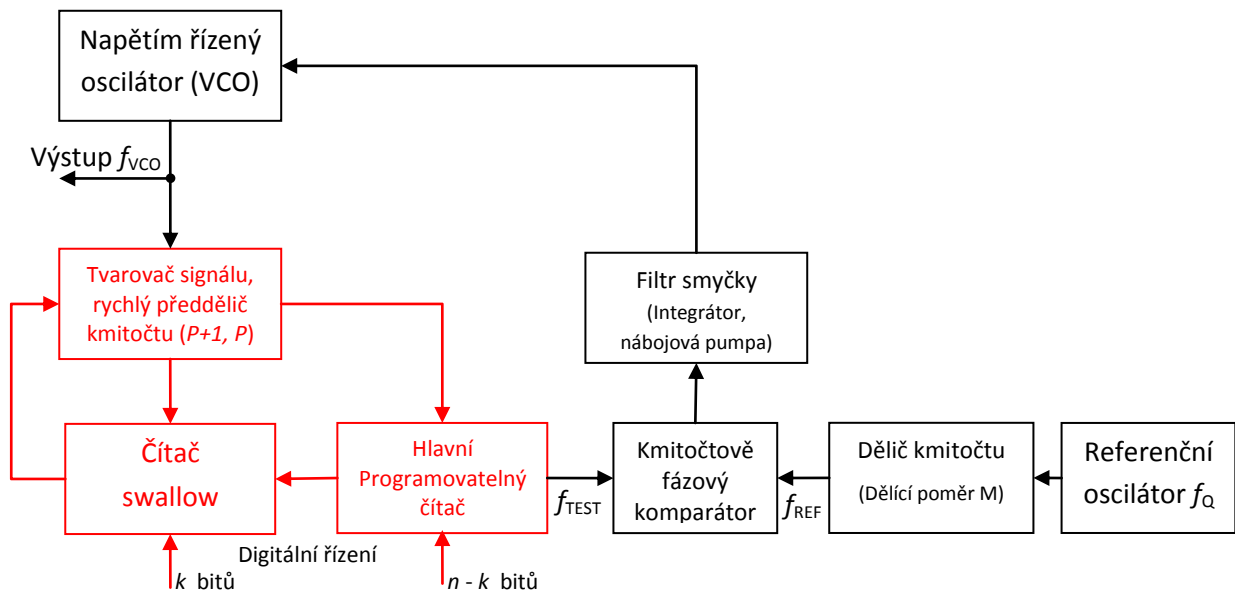 Napětím řízený
oscilátor (VCO)
Výstup fVCO
Tvarovač signálu,
rychlý předdělič
kmitočtu (P+1, P)
Filtr smyčky
(Integrátor,
nábojová pumpa)
Čítač
swallow
Hlavní
Programovatelný
čítač
fTEST
Kmitočtově
fázový
komparátor
fREF
Dělič kmitočtu
(Dělící poměr M)
Referenční
oscilátor fQ
Digitální řízení
k bitů
n - k bitů